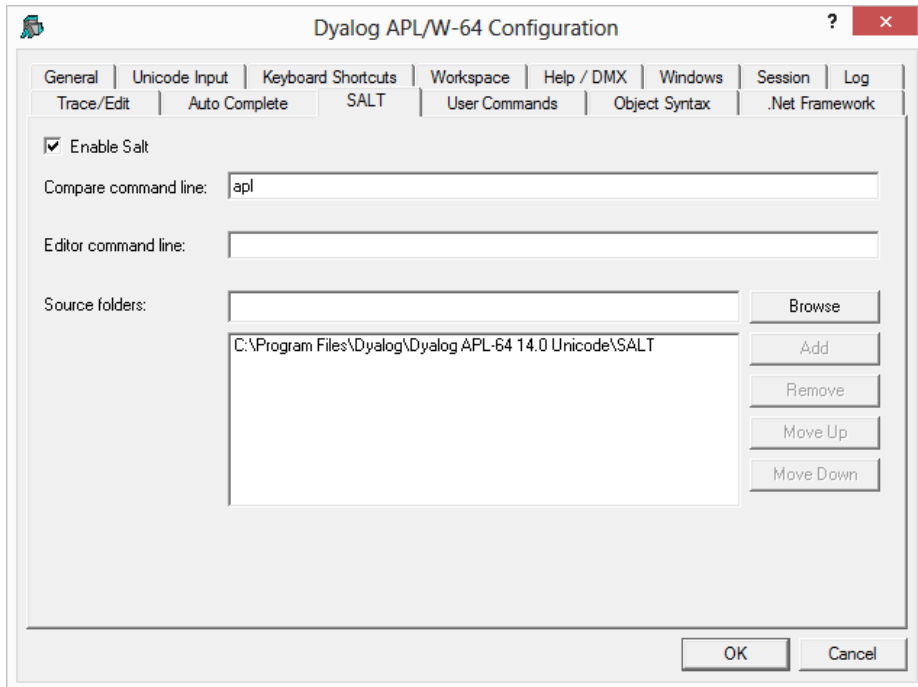 Dyalog APL/W-64 Configuration ? ×
General Unicode Input Keyboard Shortcuts Workspace Help / DMX Windows Session Log
Trace/Edit Auto Complete SALT User Commands Object Syntax .Net Framework
Enable Salt
Compare command line: apl
Editor command line:
Source folders: Browse
C:\Program Files\Dyalog\Dyalog APL-64 14.0 Unicode\SALT
Add
Remove
Move Up
Move Down
OK Cancel